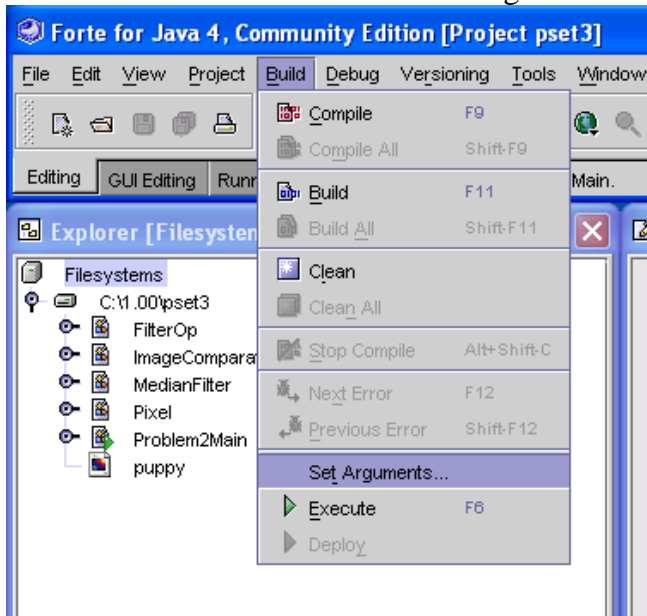 Forte for Java 4, Community Edition [Project pset3]
File Edit View Project Build Debug Versioning Tools Window
Compile F9
Compile All Shift-F9
Editing GUI Editing Main.
Build F11
Build All Shift-F11
Explorer [Filesystem
Clean
Clean All
Filesystems
C:\1.00\pset3
FilterOp
ImageCompara
MedianFilter
Pixel
Problem2Main
puppy
Stop Compile Alt+Shift-C
Next Error F12
Previous Error Shift-F12
Set Arguments...
Execute F6
Deploy